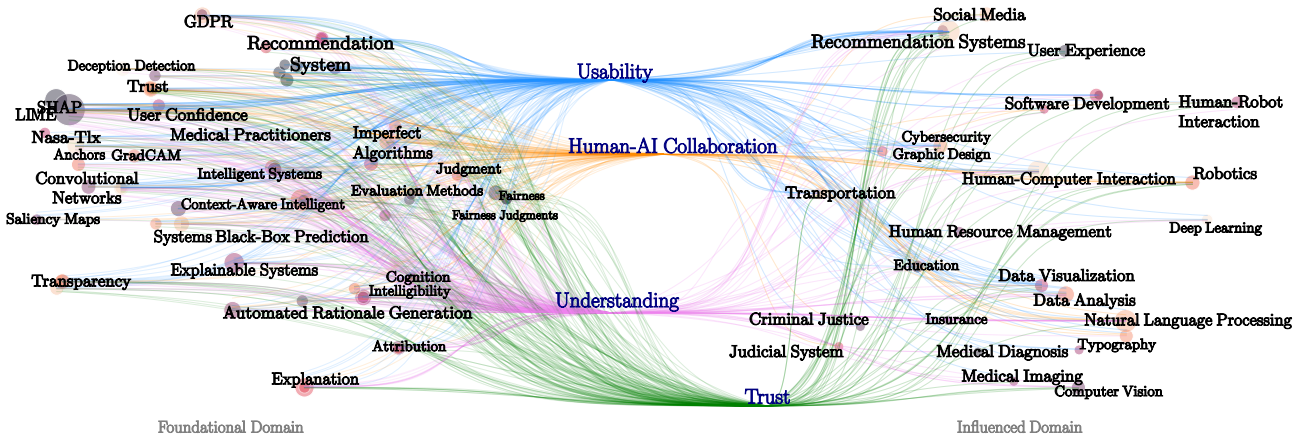 GDPR
Recommendation
System
Deception Detection
Trust
SHAP
LIME
User Confidence
Nasa-Tlx
Medical Practitioners
Anchors
GradCAM
Imperfect
Algorithms
Convolutional
Networks
Intelligent Systems
Judgment
Evaluation Methods
Fairness
Context-Aware Intelligent
Systems
Fairness Judgments
Saliency Maps
Black-Box Prediction
Transparency
Explainable Systems
Cognition
Intelligibility
Automated Rationale Generation
Attribution
Explanation
Foundational Domain
Usability
Human-AI Collaboration
Understanding
Trust
Social Media
Recommendation Systems
User Experience
Software Development
Human-Robot
Interaction
Cybersecurity
Graphic Design
Human-Computer Interaction
Robotics
Transportation
Deep Learning
Human Resource Management
Education
Data Visualization
Data Analysis
Criminal Justice
Insurance
Natural Language Processing
Judicial System
Medical Diagnosis
Typography
Medical Imaging
Computer Vision
Influenced Domain